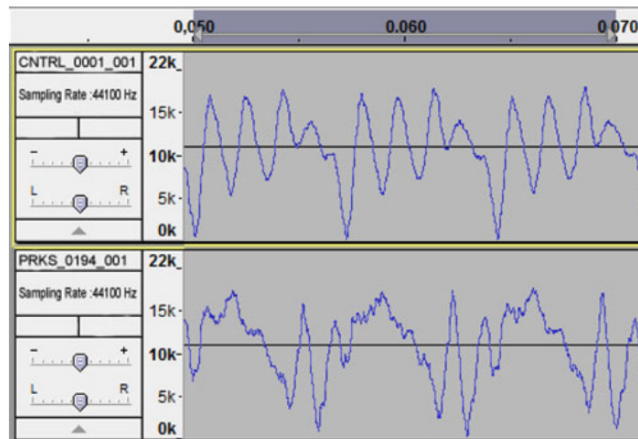 0,050 0.060 0.070
CNTRL_0001_001
Sampling Rate :44100 Hz
- +
L R
22k
15k
10k
5k
0k
PRKS_0194_001
Sampling Rate :44100 Hz
- +
L R
22k
15k
10k
5k
0k